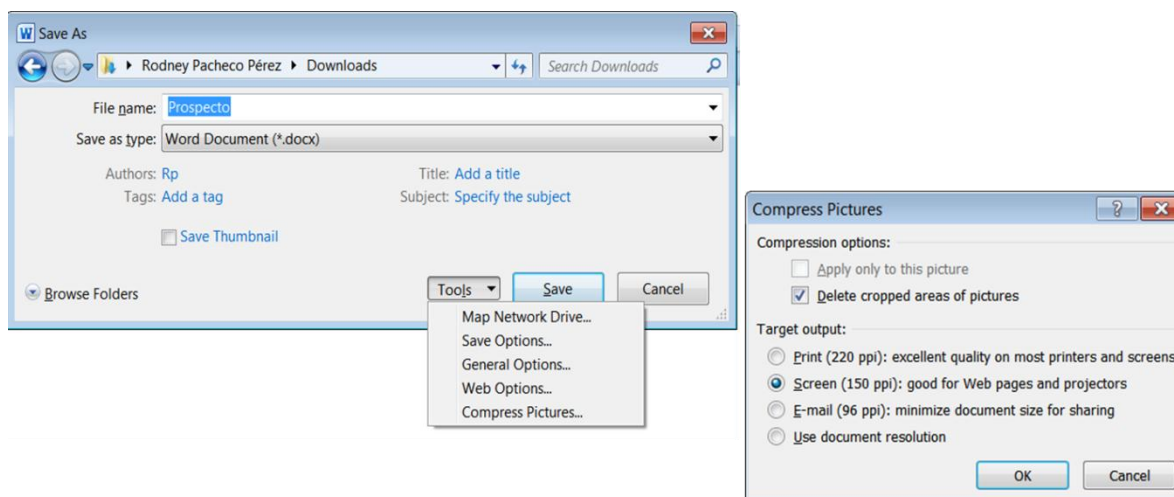 Save As
Rodney Pacheco Pérez Downloads
Search Downloads
File name: Prospecto
Save as type: Word Document (*.docx)
Authors: Rp
Title: Add a title
Tags: Add a tag
Subject: Specify the subject
Save Thumbnail
Browse Folders
Tools
Save
Cancel
Map Network Drive...
Save Options...
General Options...
Web Options...
Compress Pictures...
Compress Pictures
Compression options:
Apply only to this picture
Delete cropped areas of pictures
Target output:
Print (220 ppi): excellent quality on most printers and screens
Screen (150 ppi): good for Web pages and projectors
E-mail (96 ppi): minimize document size for sharing
Use document resolution
OK
Cancel